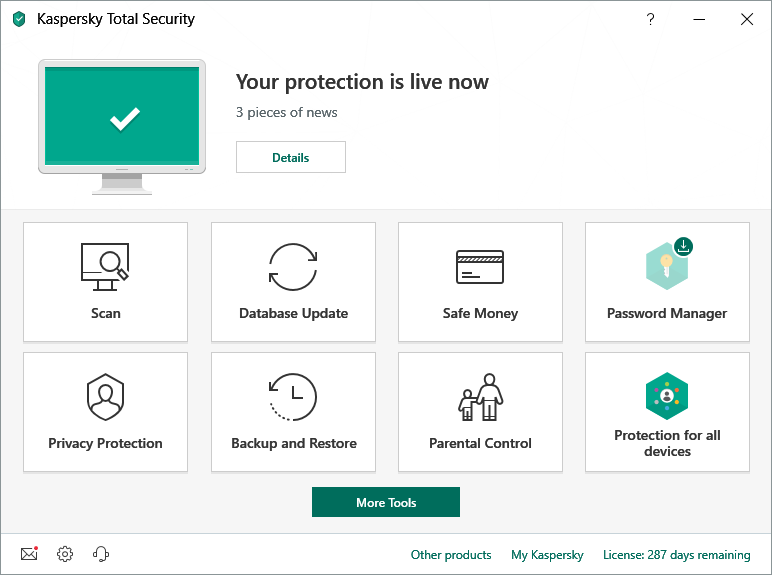 Kaspersky Total Security
?
Your protection is live now
3 pieces of news
Details
Scan
Database Update
Safe Money
Password Manager
Privacy Protection
Backup and Restore
Parental Control
Protection for all
devices
More Tools
Other products
My Kaspersky
License: 287 days remaining